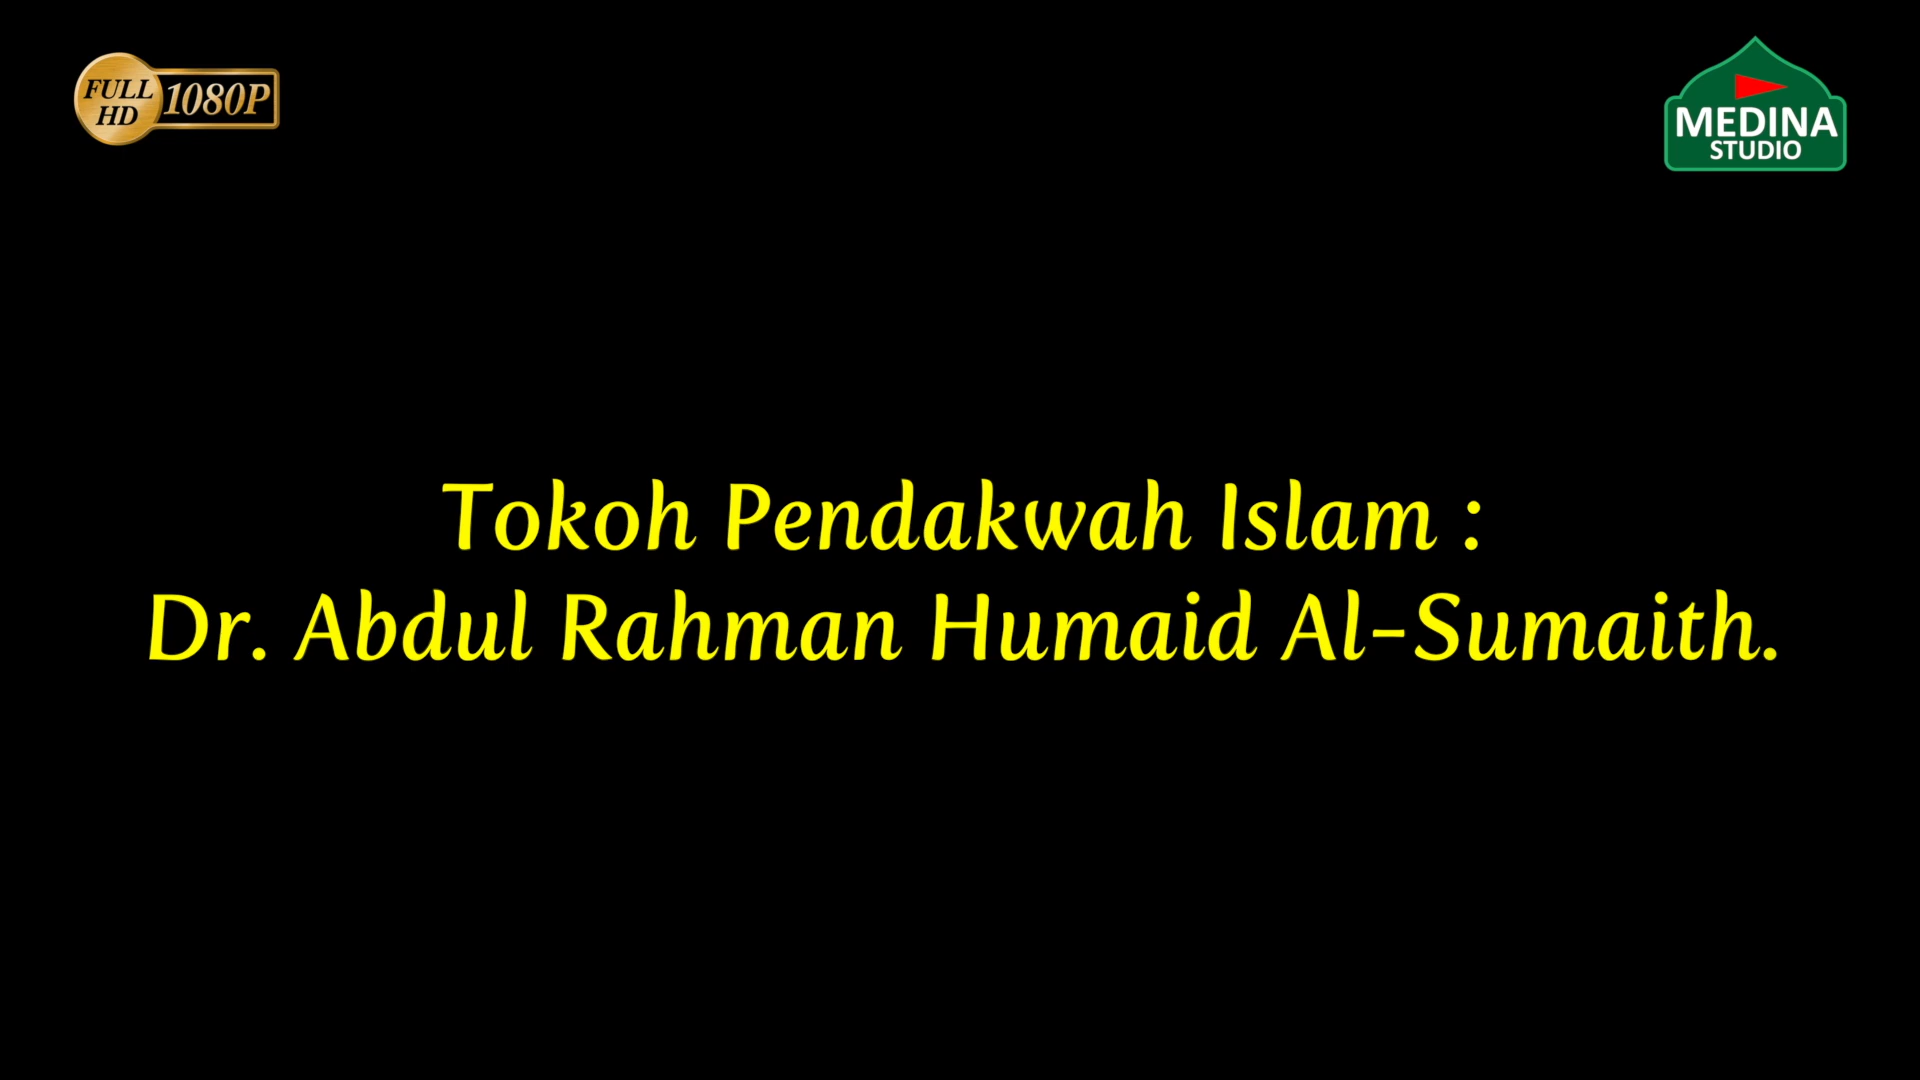 FULL HD 1080P
MEDINA
STUDIO
Tokoh Pendakwah Islam :
Dr. Abdul Rahman Humaid Al-Sumaith.